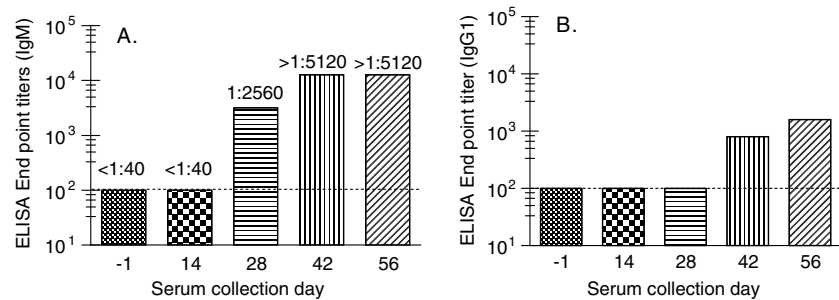 A.
ELISA End point titers (IgM)
10^5
10^4
10^3
10^2
10^1
<1:40
<1:40
1:2560
>1:5120
>1:5120
-1 14 28 42 56
Serum collection day
B.
ELISA End point titer (IgG1)
10^5
10^4
10^3
10^2
10^1
-1 14 28 42 56
Serum collection day